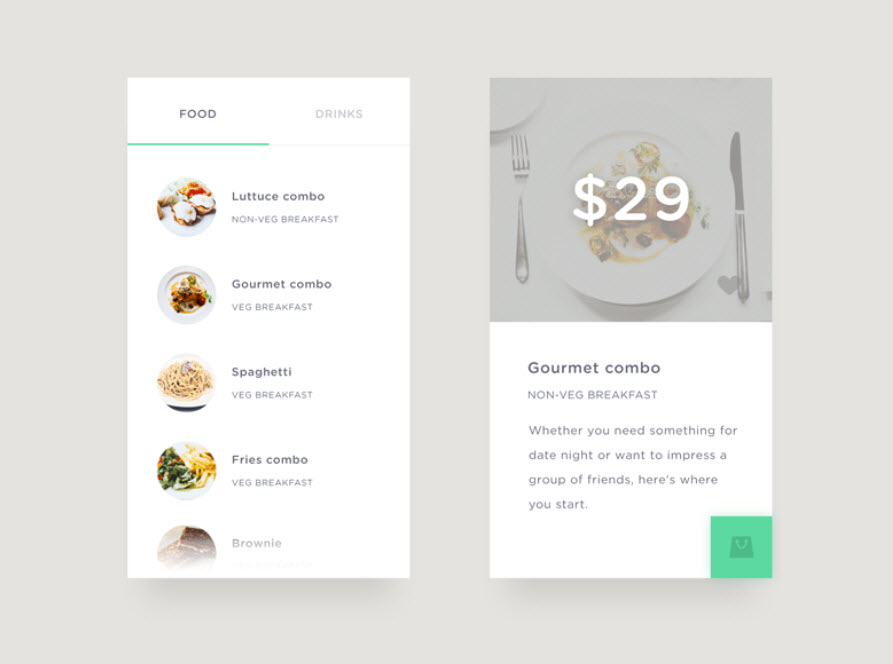 FOOD
DRINKS
Luttuce combo
NON-VEG BREAKFAST
Gourmet combo
VEG BREAKFAST
Spaghetti
VEG BREAKFAST
Fries combo
VEG BREAKFAST
Brownie
$29
Gourmet combo
NON-VEG BREAKFAST
Whether you need something for
date night or want to impress a
group of friends, here's where
you start.